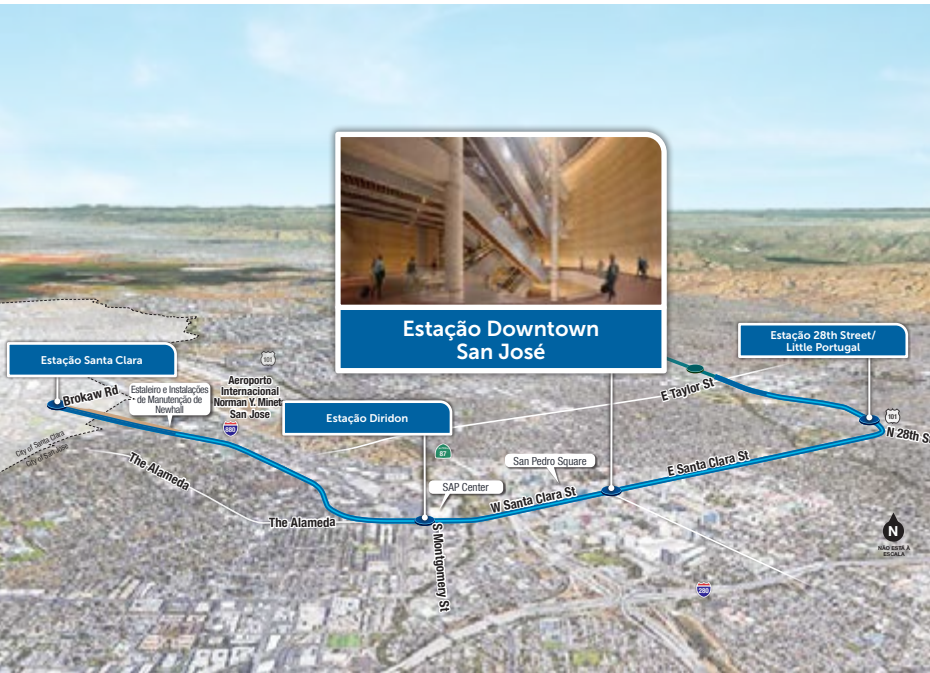 Estação Downtown
San José
Estação 28th Street/
Little Portugal
Estação Santa Clara
101
Aeroporto
Internacional
Norman Y. Minet
San Jose
E Taylor St
Brokaw Rd
Estaleiro e Instalações
de Manutenção de
Newhall
Estação Diridon
101
N 28th S
880
City of Santa Clara
City of San José
87
San Pedro Square
E Santa Clara St
The Alameda
SAP Center
W Santa Clara St
The Alameda
S Montgomery St
N
NÃO ESTÁ À
ESCALA
280